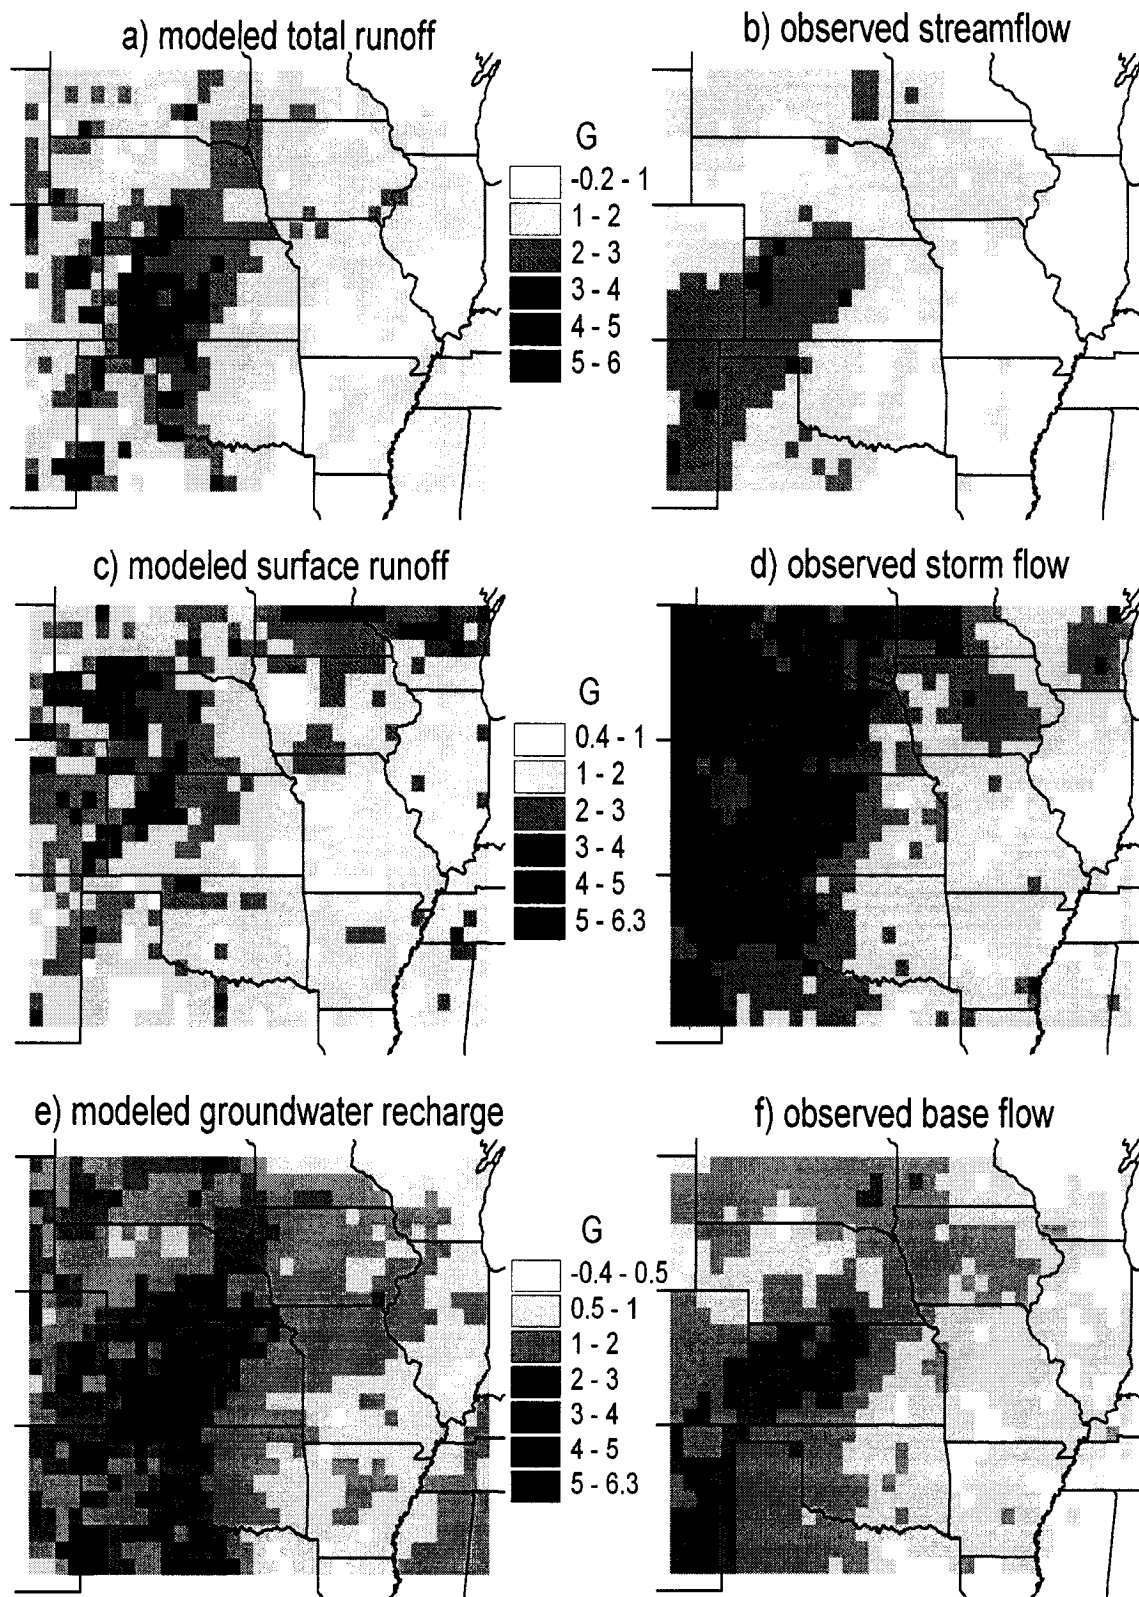 a) modeled total runoff
b) observed streamflow
G
-0.2 - 1
1 - 2
2 - 3
3 - 4
4 - 5
5 - 6
c) modeled surface runoff
d) observed storm flow
G
0.4 - 1
1 - 2
2 - 3
3 - 4
4 - 5
5 - 6.3
e) modeled groundwater recharge
f) observed base flow
G
-0.4 - 0.5
0.5 - 1
1 - 2
2 - 3
3 - 4
4 - 5
5 - 6.3